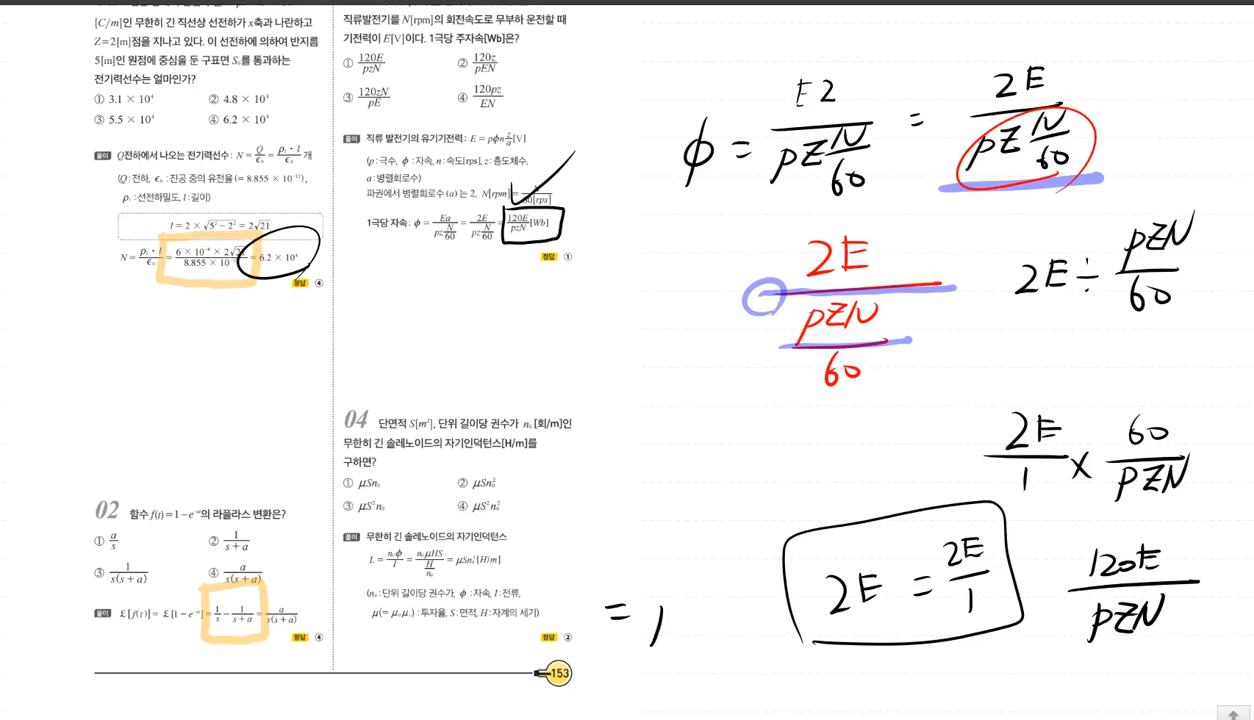 [C/m]인 무한히 긴 직선상 선전하가 x축과 나란하고
Z=2[m]점을 지나고 있다. 이 선전하에 의하여 반지름
5[m]인 원점에 중심을 둔 구표면 S₀를 통과하는
전기력선수는 얼마인가?
① 3.1 × 10⁴ ② 4.8 × 10⁴
③ 5.5 × 10⁴ ④ 6.2 × 10⁴
풀이 Q전하에서 나오는 전기력선수 : N = Q/ϵ₀ = ρₗ · l/ϵ₀ 개
(Q : 전하, ϵ₀ : 진공 중의 유전율 (= 8.855 × 10⁻¹²),
ρₗ : 선전하밀도, l : 길이)
l = 2 × √5² − 2² = 2√21
N = ρₗ · l/ϵ₀ = 6 × 10⁻⁸ × 2√2/8.855 × 10 = 6.2 × 10⁴
정답 ④
02 함수 f(t) = 1 − e⁻ᵃᵗ의 라플라스 변환은?
① a/s ② 1/s+a
③ 1/s(s+a) ④ a/s(s+a)
풀이 £[f(t)] = £[1 − e⁻ᵃᵗ] = 1/s − 1/s+a = a/s(s+a)
정답 ④
직류발전기를 N[rpm]의 회전속도로 무부하 운전할 때
기전력이 E[V]이다. 1극당 주자속[Wb]은?
① 120E/pzN ② 120z/pEN
③ 120zN/pE ④ 120pz/EN
풀이 직류 발전기의 유기기전력 : E = pϕn z/a [V]
(p : 극수, ϕ : 자속, n : 속도[rps], z : 총도체수,
a : 병렬회로수)
파권에서 병렬회로수 (a)는 2, N[rpm] = [rps]
1극당 자속 : ϕ = Ea/pz N/60 = 2E/pz N/60 = 120E/pzN [Wb]
정답 ①
04 단면적 S[m²], 단위 길이당 권수가 n₀[회/m]인
무한히 긴 솔레노이드의 자기인덕턴스[H/m]를
구하면?
① μSn₀ ② μSn₀²
③ μS²n₀ ④ μS²n₀²
풀이 무한히 긴 솔레노이드의 자기인덕턴스
L = n₀ϕ/I = n₀μHS/H/n₀ = μSn₀²[H/m]
(n₀ : 단위 길이당 권수가, ϕ : 자속, I : 전류,
μ(= μ₀μₛ) : 투자율, S : 면적, H : 자계의 세기)
정답 ②
153
ϕ = E2/PZ N/60 = 2E/PZ N/60
2E/PZN/60
2E ÷ PZN/60
2E/1 × 60/PZN
2E = 2E/1
120E/PZN
= 1